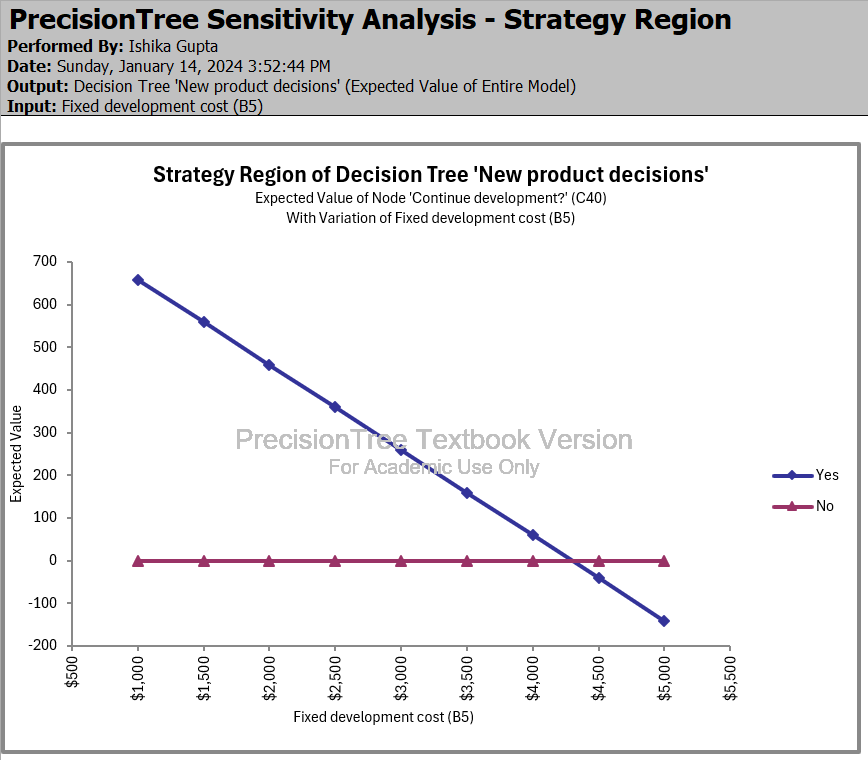 PrecisionTree Sensitivity Analysis - Strategy Region
Performed By: Ishika Gupta
Date: Sunday, January 14, 2024 3:52:44 PM
Output: Decision Tree 'New product decisions' (Expected Value of Entire Model)
Input: Fixed development cost (B5)
Strategy Region of Decision Tree 'New product decisions'
Expected Value of Node 'Continue development?' (C40)
With Variation of Fixed development cost (B5)
Expected Value
700
600
500
400
300
200
100
0
-100
-200
PrecisionTree Textbook Version
For Academic Use Only
Yes
No
$500
$1,000
$1,500
$2,000
$2,500
$3,000
$3,500
$4,000
$4,500
$5,000
$5,500
Fixed development cost (B5)